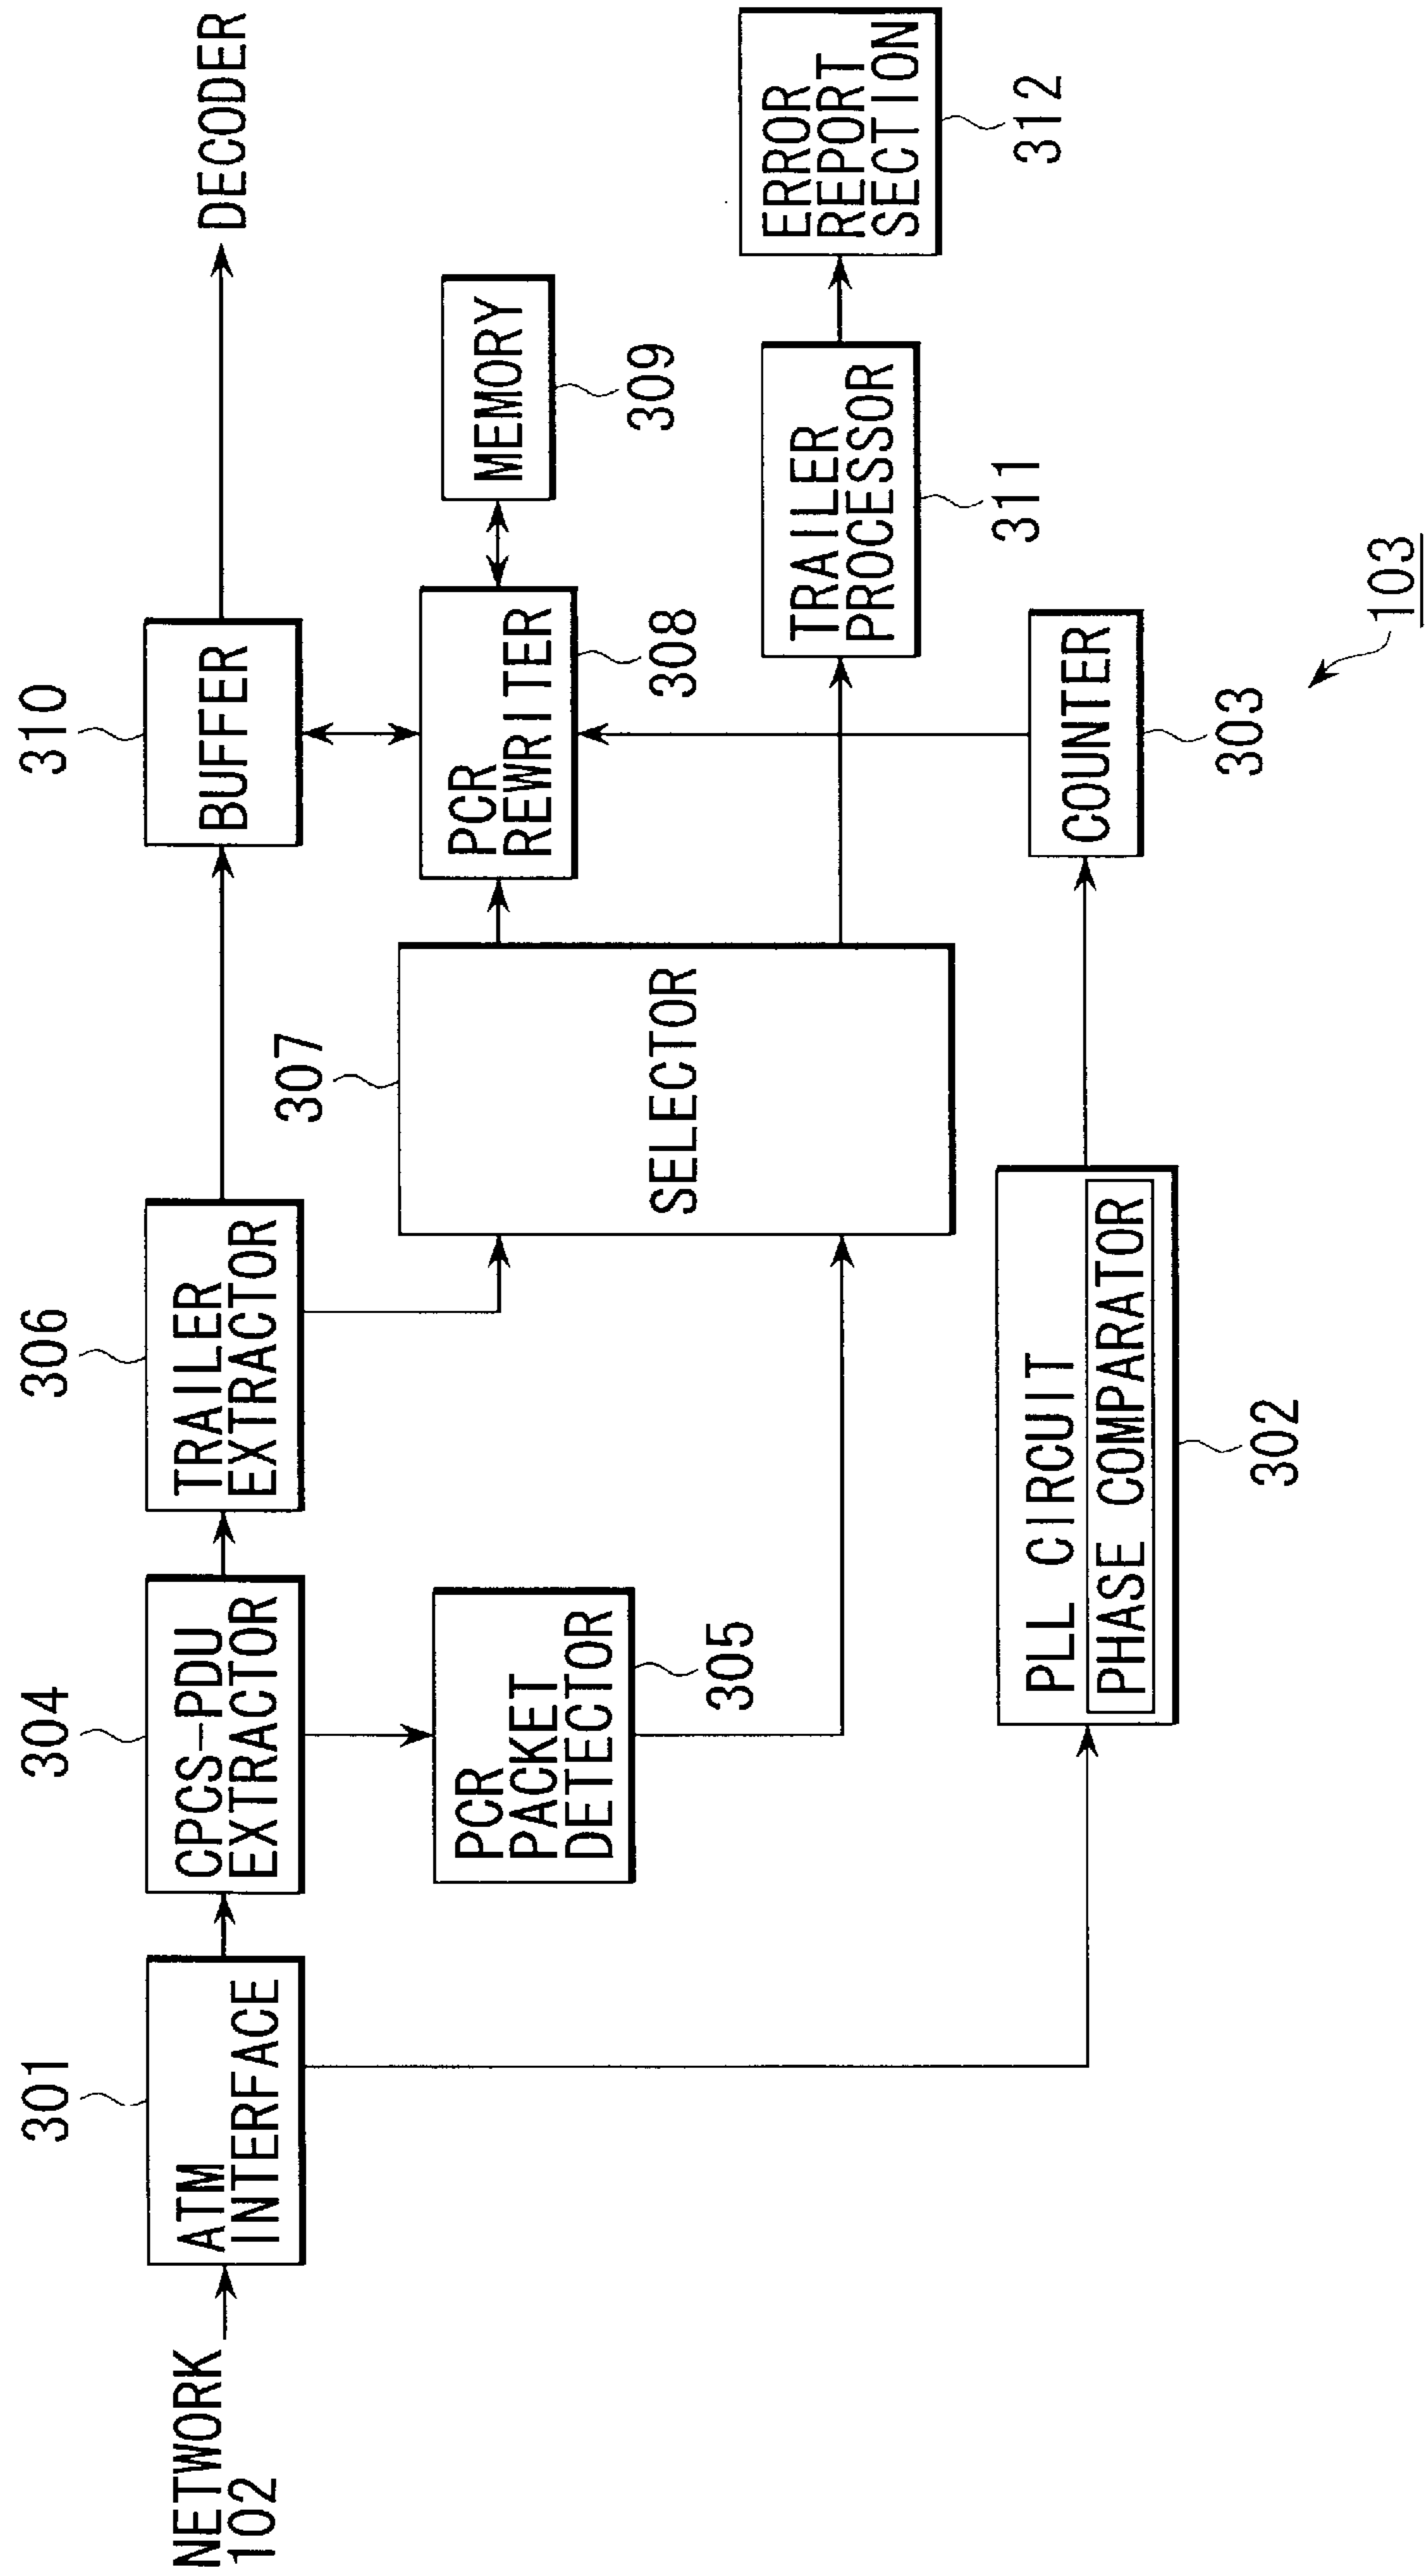 NETWORK
102
301
ATM
INTERFACE
304
CPCS-PDU
EXTRACTOR
306
TRAILER
EXTRACTOR
310
BUFFER
DECODER
PCR
PACKET
DETECTOR
305
307
SELECTOR
PCR
REWRITER
308
MEMORY
309
TRAILER
PROCESSOR
311
ERROR
REPORT
SECTION
312
PLL CIRCUIT
PHASE COMPARATOR
302
COUNTER
303
103